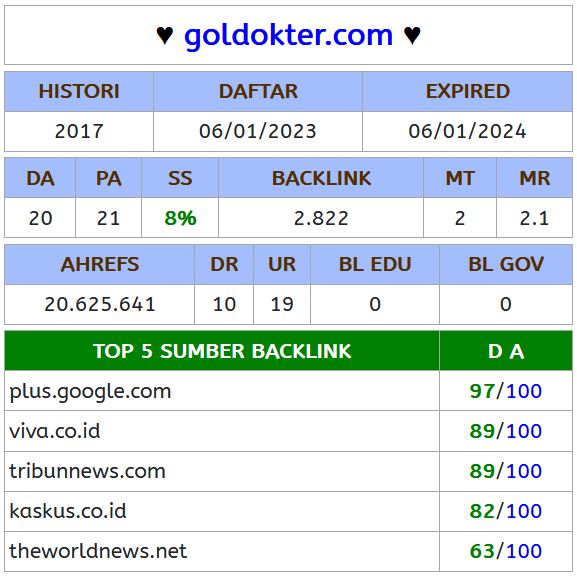 ♥ goldokter.com ♥
HISTORI DAFTAR EXPIRED
2017 06/01/2023 06/01/2024
DA PA SS BACKLINK MT MR
20 21 8% 2.822 2 2.1
AHREFS DR UR BL EDU BL GOV
20.625.641 10 19 0 0
TOP 5 SUMBER BACKLINK D A
plus.google.com 97/100
viva.co.id 89/100
tribunnews.com 89/100
kaskus.co.id 82/100
theworldnews.net 63/100